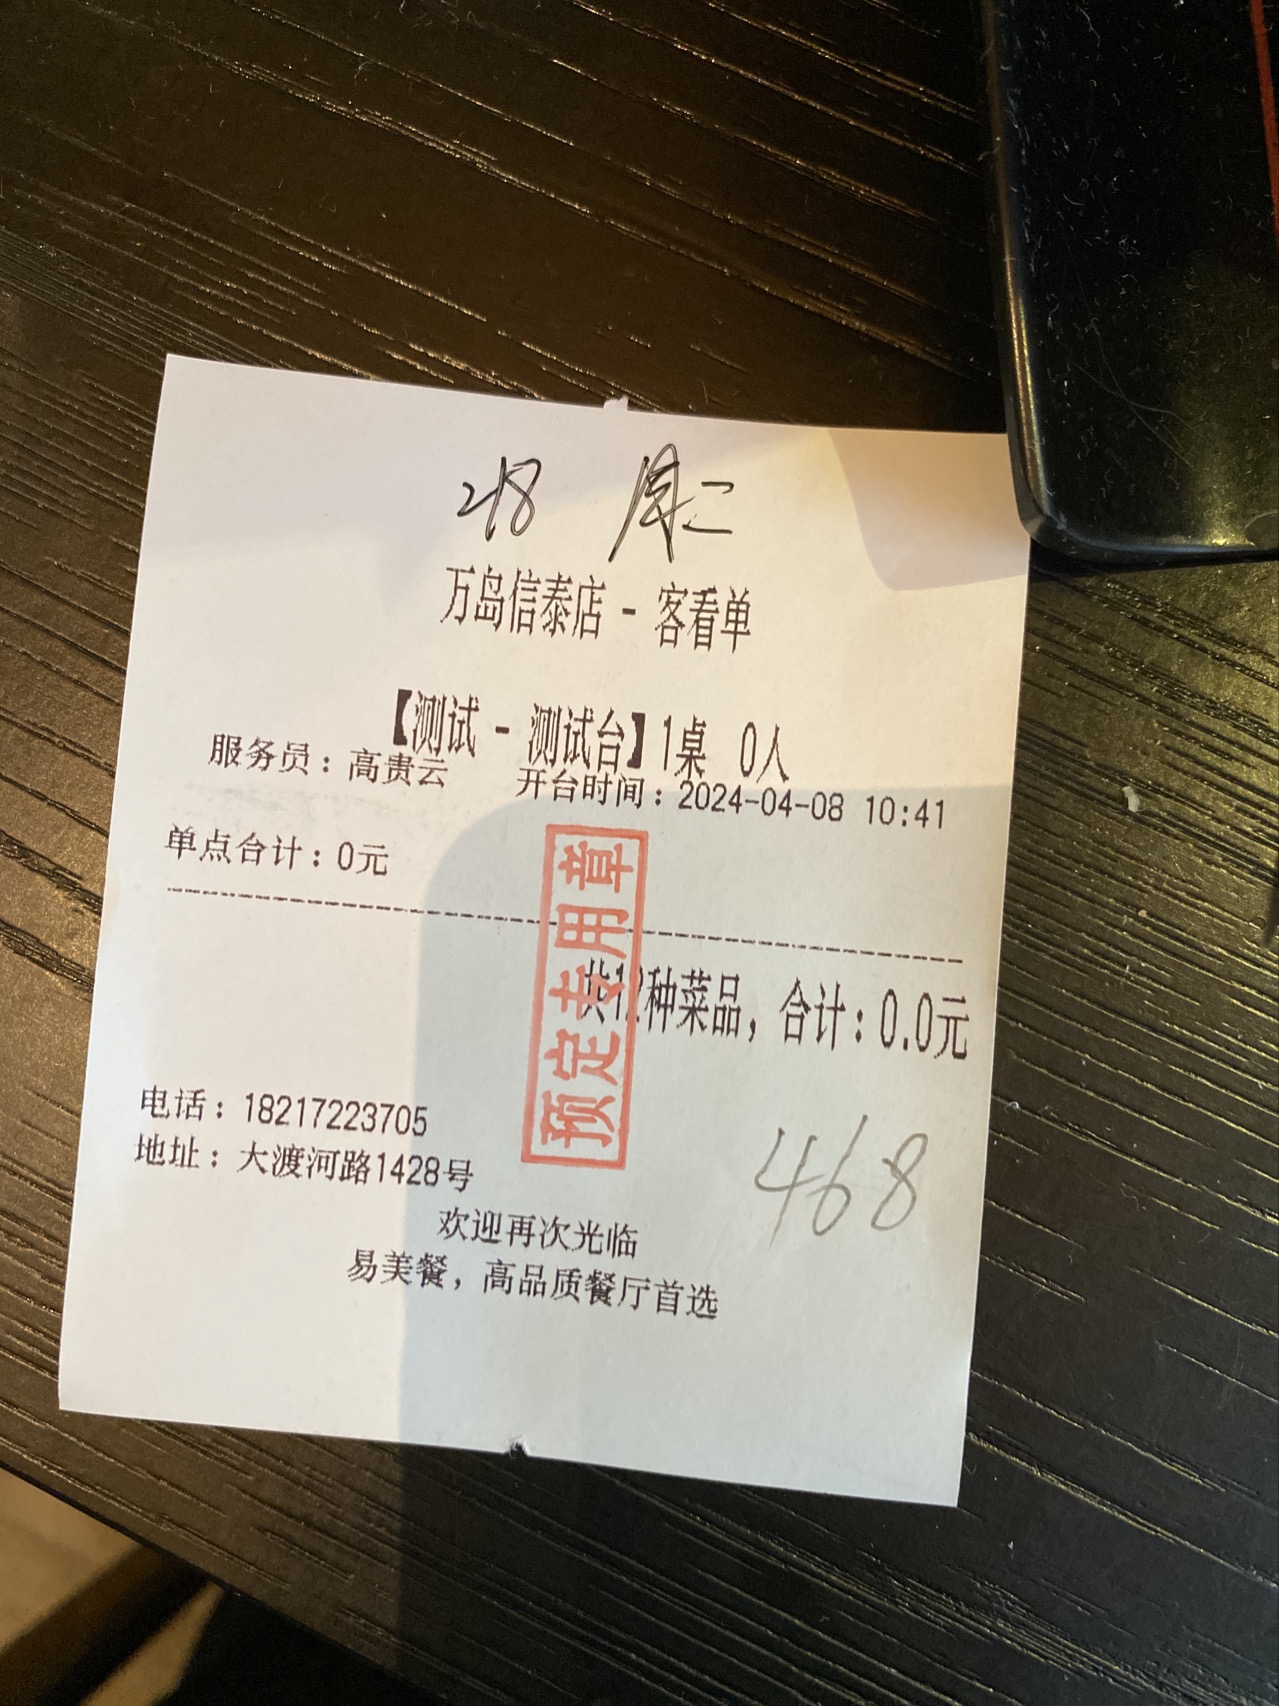 218 周二
万岛信泰店 - 客看单
【测试 - 测试台】1桌 0人
服务员：高贵云 开台时间：2024-04-08 10:41
单点合计：0元
预定专用章
共12种菜品，合计：0.0元
电话：18217223705
地址：大渡河路1428号
468
欢迎再次光临
易美餐，高品质餐厅首选